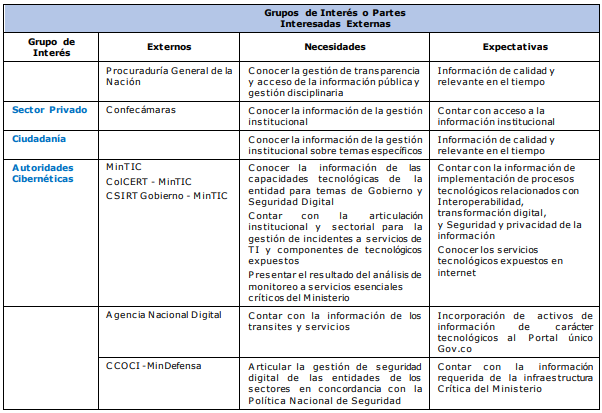 Grupos de Interés o Partes
Interesadas Externas
Grupo de
Interés
Externos
Necesidades
Expectativas
Procuraduría General de la
Nación
Conocer la gestión de transparencia
y acceso de la información pública y
gestión disciplinaria
Información de calidad y
relevante en el tiempo
Sector Privado
Confecámaras
Conocer la información de la gestión
institucional
Contar con acceso a la
información institucional
Ciudadanía
Conocer la información de la gestión
institucional sobre temas específicos
Información de calidad y
relevante en el tiempo
Autoridades
Cibernéticas
MinTIC
ColCERT - MinTIC
CSIRT Gobierno - MinTIC
Conocer la información de las
capacidades tecnológicas de la
entidad para temas de Gobierno y
Seguridad Digital
Contar con la articulación
institucional y sectorial para la
gestión de incidentes a servicios de
TI y componentes de tecnológicos
expuestos
Presentar el resultado del análisis de
monitoreo a servicios esenciales
críticos del Ministerio
Contar con la información de
implementación de procesos
tecnológicos relacionados con
Interoperabilidad,
transformación digital,
y Seguridad y privacidad de la
información
Conocer los servicios
tecnológicos expuestos en
internet
Agencia Nacional Digital
Contar con la información de los
transites y servicios
Incorporación de activos de
información de carácter
tecnológicos al Portal único
Gov.co
CCOCI -MinDefensa
Articular la gestión de seguridad
digital de las entidades de los
sectores en concordancia con la
Política Nacional de Seguridad
Contar con la información
requerida de la infraestructura
Crítica del Ministerio